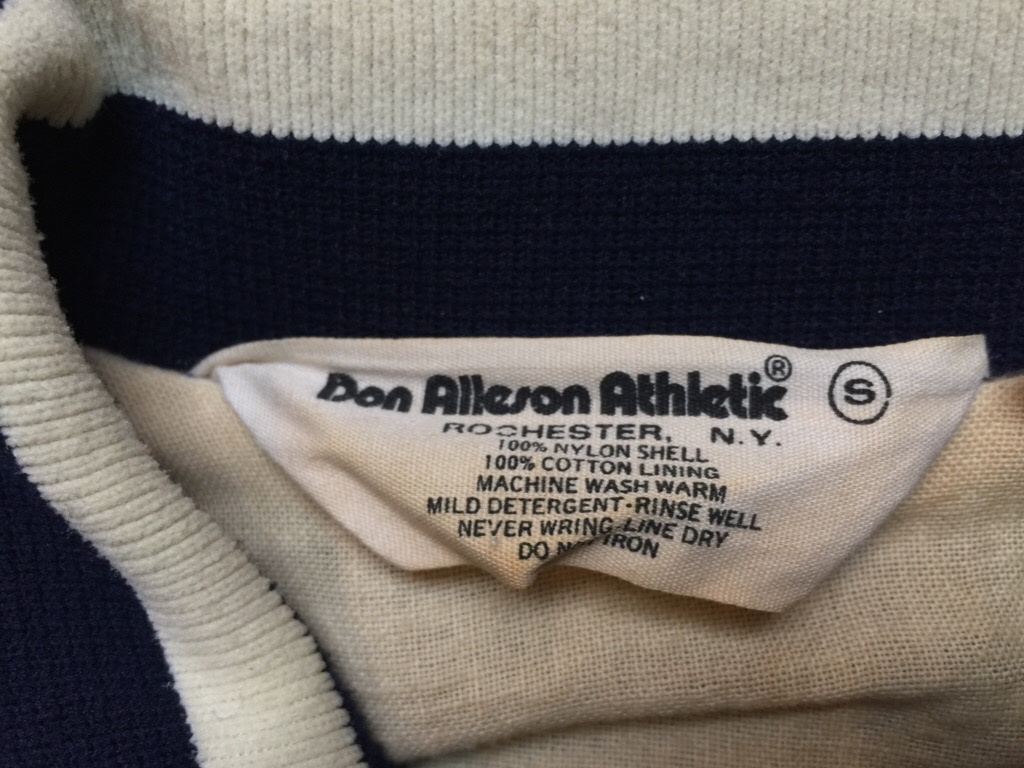 Don Alleson Athletic® S
ROCHESTER, N.Y.
100% NYLON SHELL
100% COTTON LINING
MACHINE WASH WARM
MILD DETERGENT·RINSE WELL
NEVER WRING-LINE DRY
DO NOT IRON